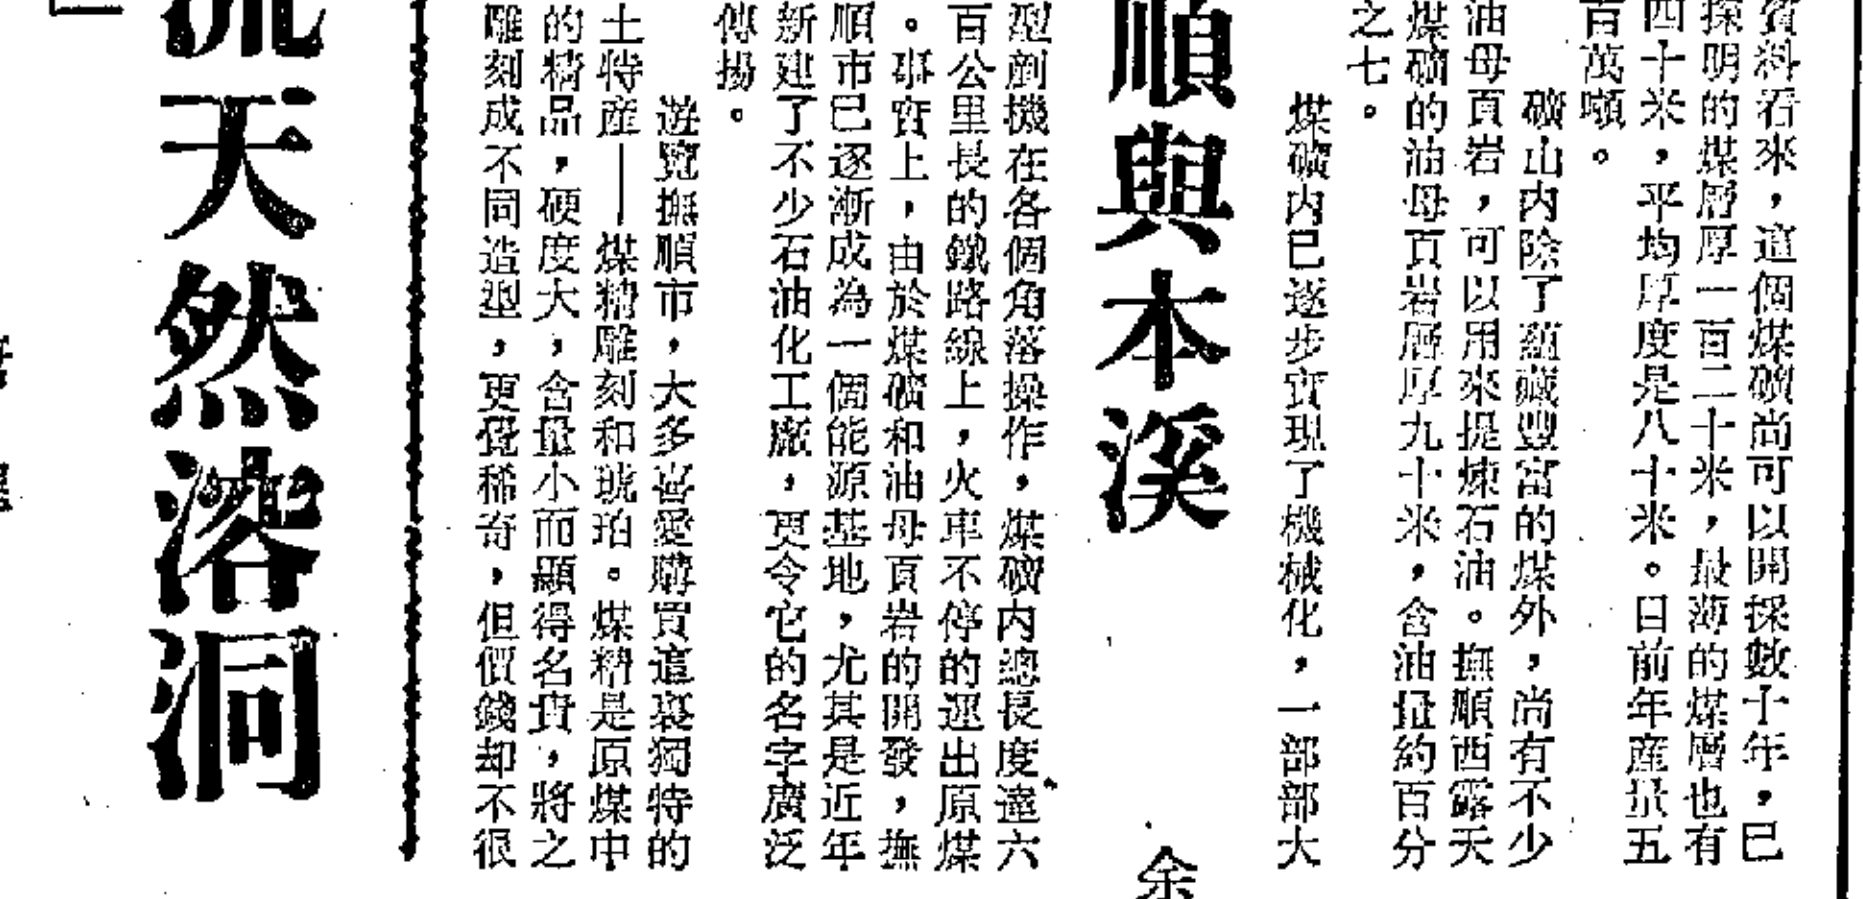 資料看來，這個煤礦尚可以開採數十年，已
探明的煤層厚一百二十米，最薄的煤層也有
四十米，平均厚度是八十米。目前年產量五
百萬噸。
礦山內除了蘊藏豐富的煤外，尚有不少
油母頁岩，可以用來提煉石油。撫順西露天
煤礦的油母頁岩層厚九十米，含油量約百分
之七。
煤礦內已逐步實現了機械化，一部部大
順與本溪
余
型剷機在各個角落操作，煤礦內總長度達六
百公里長的鐵路線上，火車不停的運出原煤
。事實上，由於煤礦和油母頁岩的開發，撫
順市已逐漸成為一個能源基地，尤其是近年
新建了不少石油化工廠，更令它的名字廣泛
傳揚。
遊覽撫順市，大多喜愛購買這裏獨特的
土特產——煤精雕刻和琥珀。煤精是原煤中
的精品，硬度大，含量小而顯得名貴，將之
雕刻成不同造型，更覺稀奇，但價錢却不很
流天然溶洞